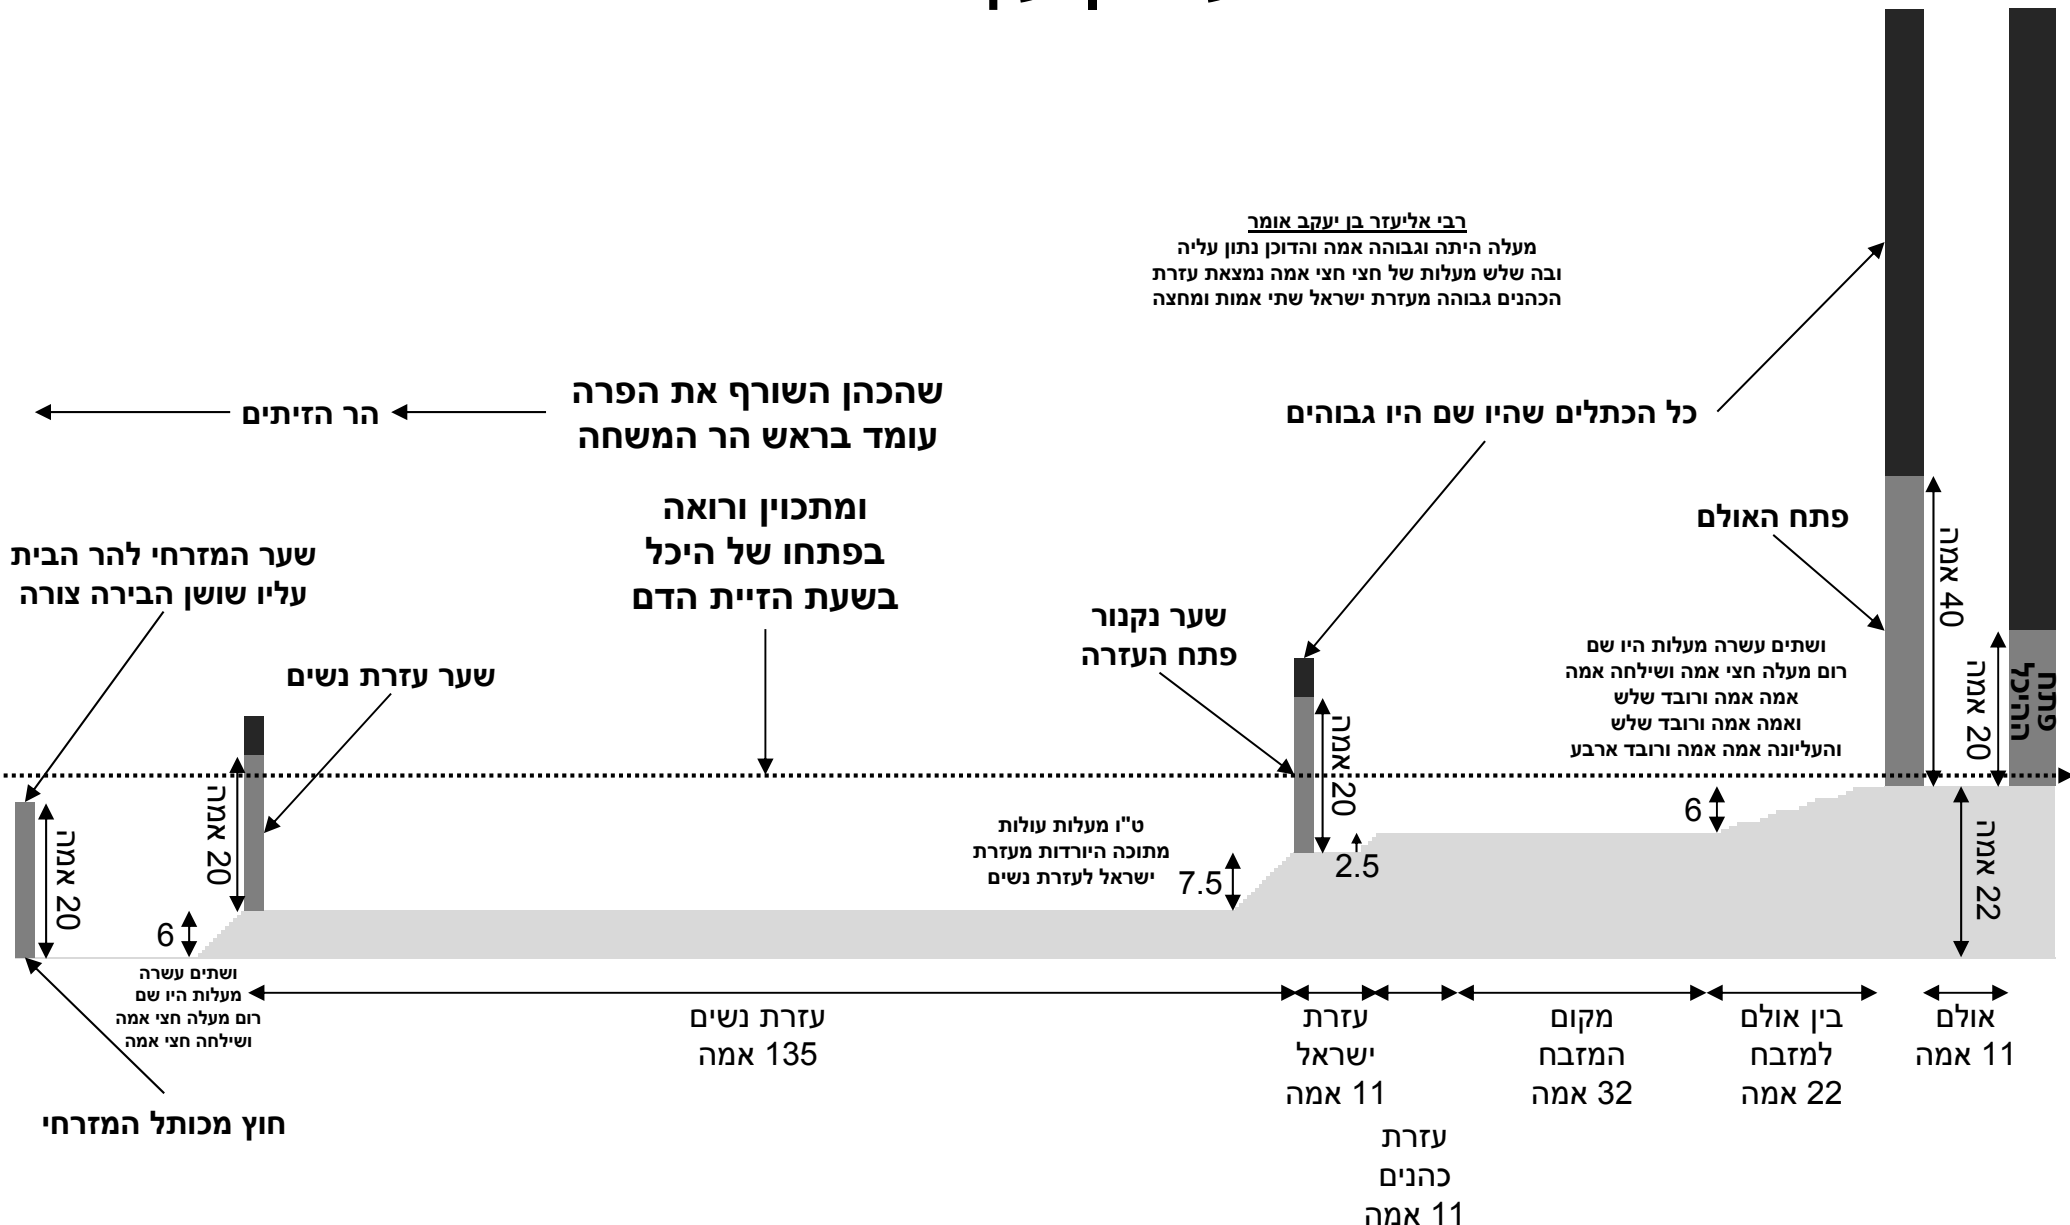 רבי אליעזר בן יעקב אומר
מעלה היתה וגבוהה אמה והדוכן נתון עליה
ובה שלש מעלות של חצי חצי אמה נמצאת עזרת
הכהנים גבוהה מעזרת ישראל שתי אמות ומחצה
כל הכתלים שהיו שם היו גבוהים
שהכהן השורף את הפרה
עומד בראש הר המשחה
הר הזיתים
ומתכוין ורואה
בפתחו של היכל
בשעת הזיית הדם
פתח האולם
40 אמה
פתח
ההיכל
20 אמה
ושתים עשרה מעלות היו שם
רום מעלה חצי אמה ושילחה אמה
אמה אמה ורובד שלש
ואמה אמה ורובד שלש
והעליונה אמה אמה ורובד ארבע
שער נקנור
פתח העזרה
20 אמה
שער עזרת נשים
20 אמה
שער המזרחי להר הבית
עליו שושן הבירה צורה
20 אמה
6
22 אמה
2.5
ט"ו מעלות עולות
מתוכה היורדות מעזרת
ישראל לעזרת נשים
7.5
6
ושתים עשרה
מעלות היו שם
רום מעלה חצי אמה
ושילחה חצי אמה
אולם
11 אמה
בין אולם
למזבח
22 אמה
מקום
המזבח
32 אמה
עזרת
כהנים
11 אמה
עזרת
ישראל
11 אמה
עזרת נשים
135 אמה
חוץ מכותל המזרחי